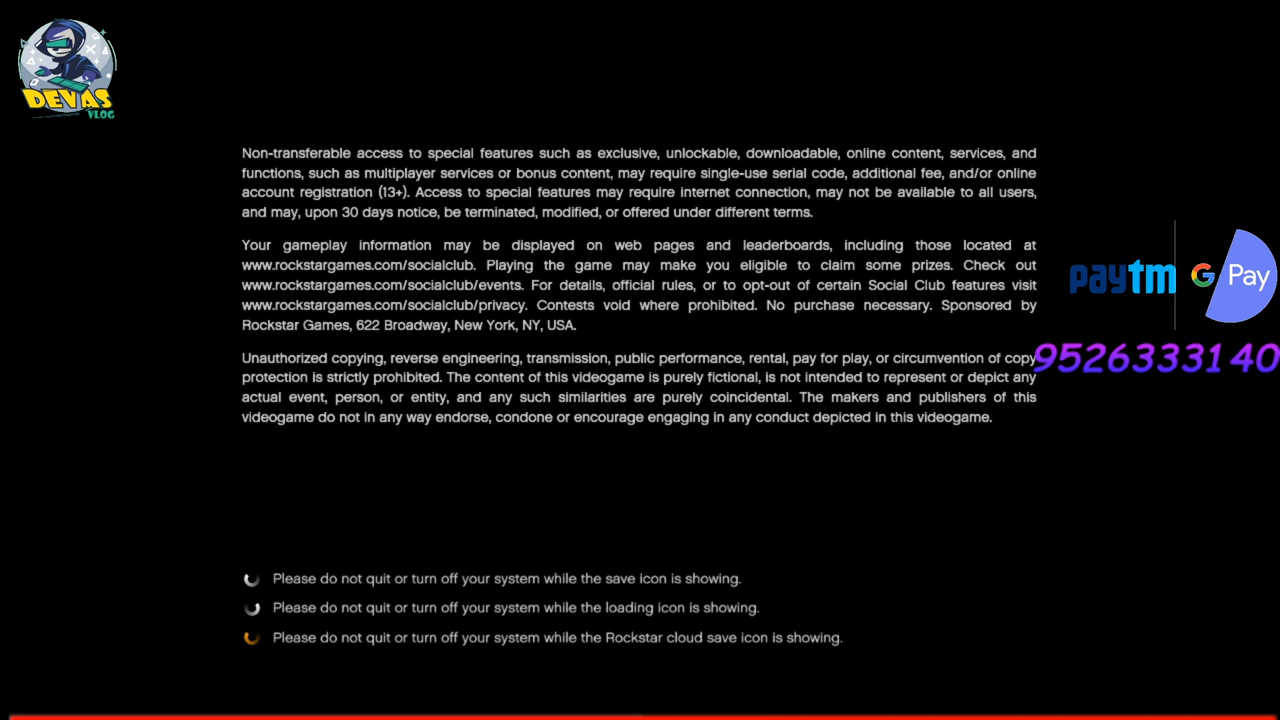 DEVAS
VLOG
Non-transferable access to special features such as exclusive, unlockable, downloadable, online content, services, and
functions, such as multiplayer services or bonus content, may require single-use serial code, additional fee, and/or online
account registration (13+). Access to special features may require internet connection, may not be available to all users,
and may, upon 30 days notice, be terminated, modified, or offered under different terms.
Your gameplay information may be displayed on web pages and leaderboards, including those located at
www.rockstargames.com/socialclub. Playing the game may make you eligible to claim some prizes. Check out
www.rockstargames.com/socialclub/events. For details, official rules, or to opt-out of certain Social Club features visit
www.rockstargames.com/socialclub/privacy. Contests void where prohibited. No purchase necessary. Sponsored by
Rockstar Games, 622 Broadway, New York, NY, USA.
Unauthorized copying, reverse engineering, transmission, public performance, rental, pay for play, or circumvention of copy
protection is strictly prohibited. The content of this videogame is purely fictional, is not intended to represent or depict any
actual event, person, or entity, and any such similarities are purely coincidental. The makers and publishers of this
videogame do not in any way endorse, condone or encourage engaging in any conduct depicted in this videogame.
paytm G Pay
9526333140
Please do not quit or turn off your system while the save icon is showing.
Please do not quit or turn off your system while the loading icon is showing.
Please do not quit or turn off your system while the Rockstar cloud save icon is showing.